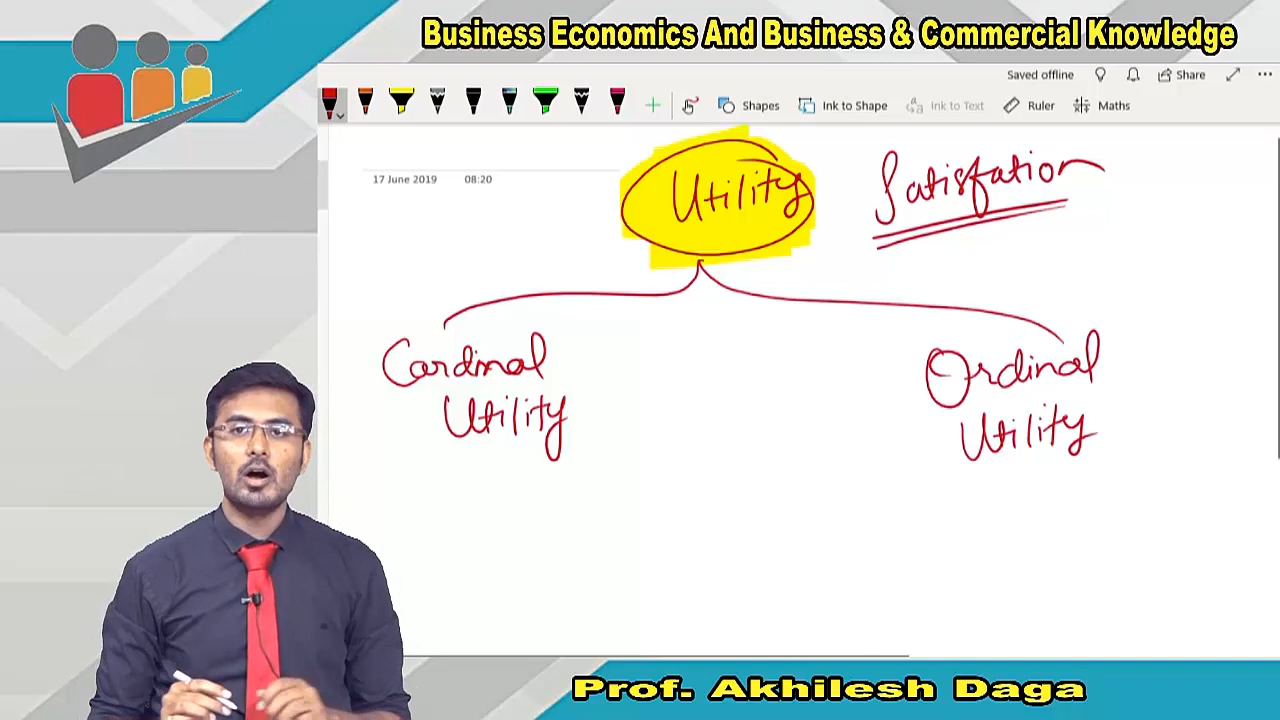 Business Economics And Business & Commercial Knowledge
Saved offline
Share
Shapes
Ink to Shape
Ink to Text
Ruler
Maths
17 June 2019 08:20
Utility
Satisfation
Cardinal
Utility
Ordinal
Utility
Prof. Akhilesh Daga